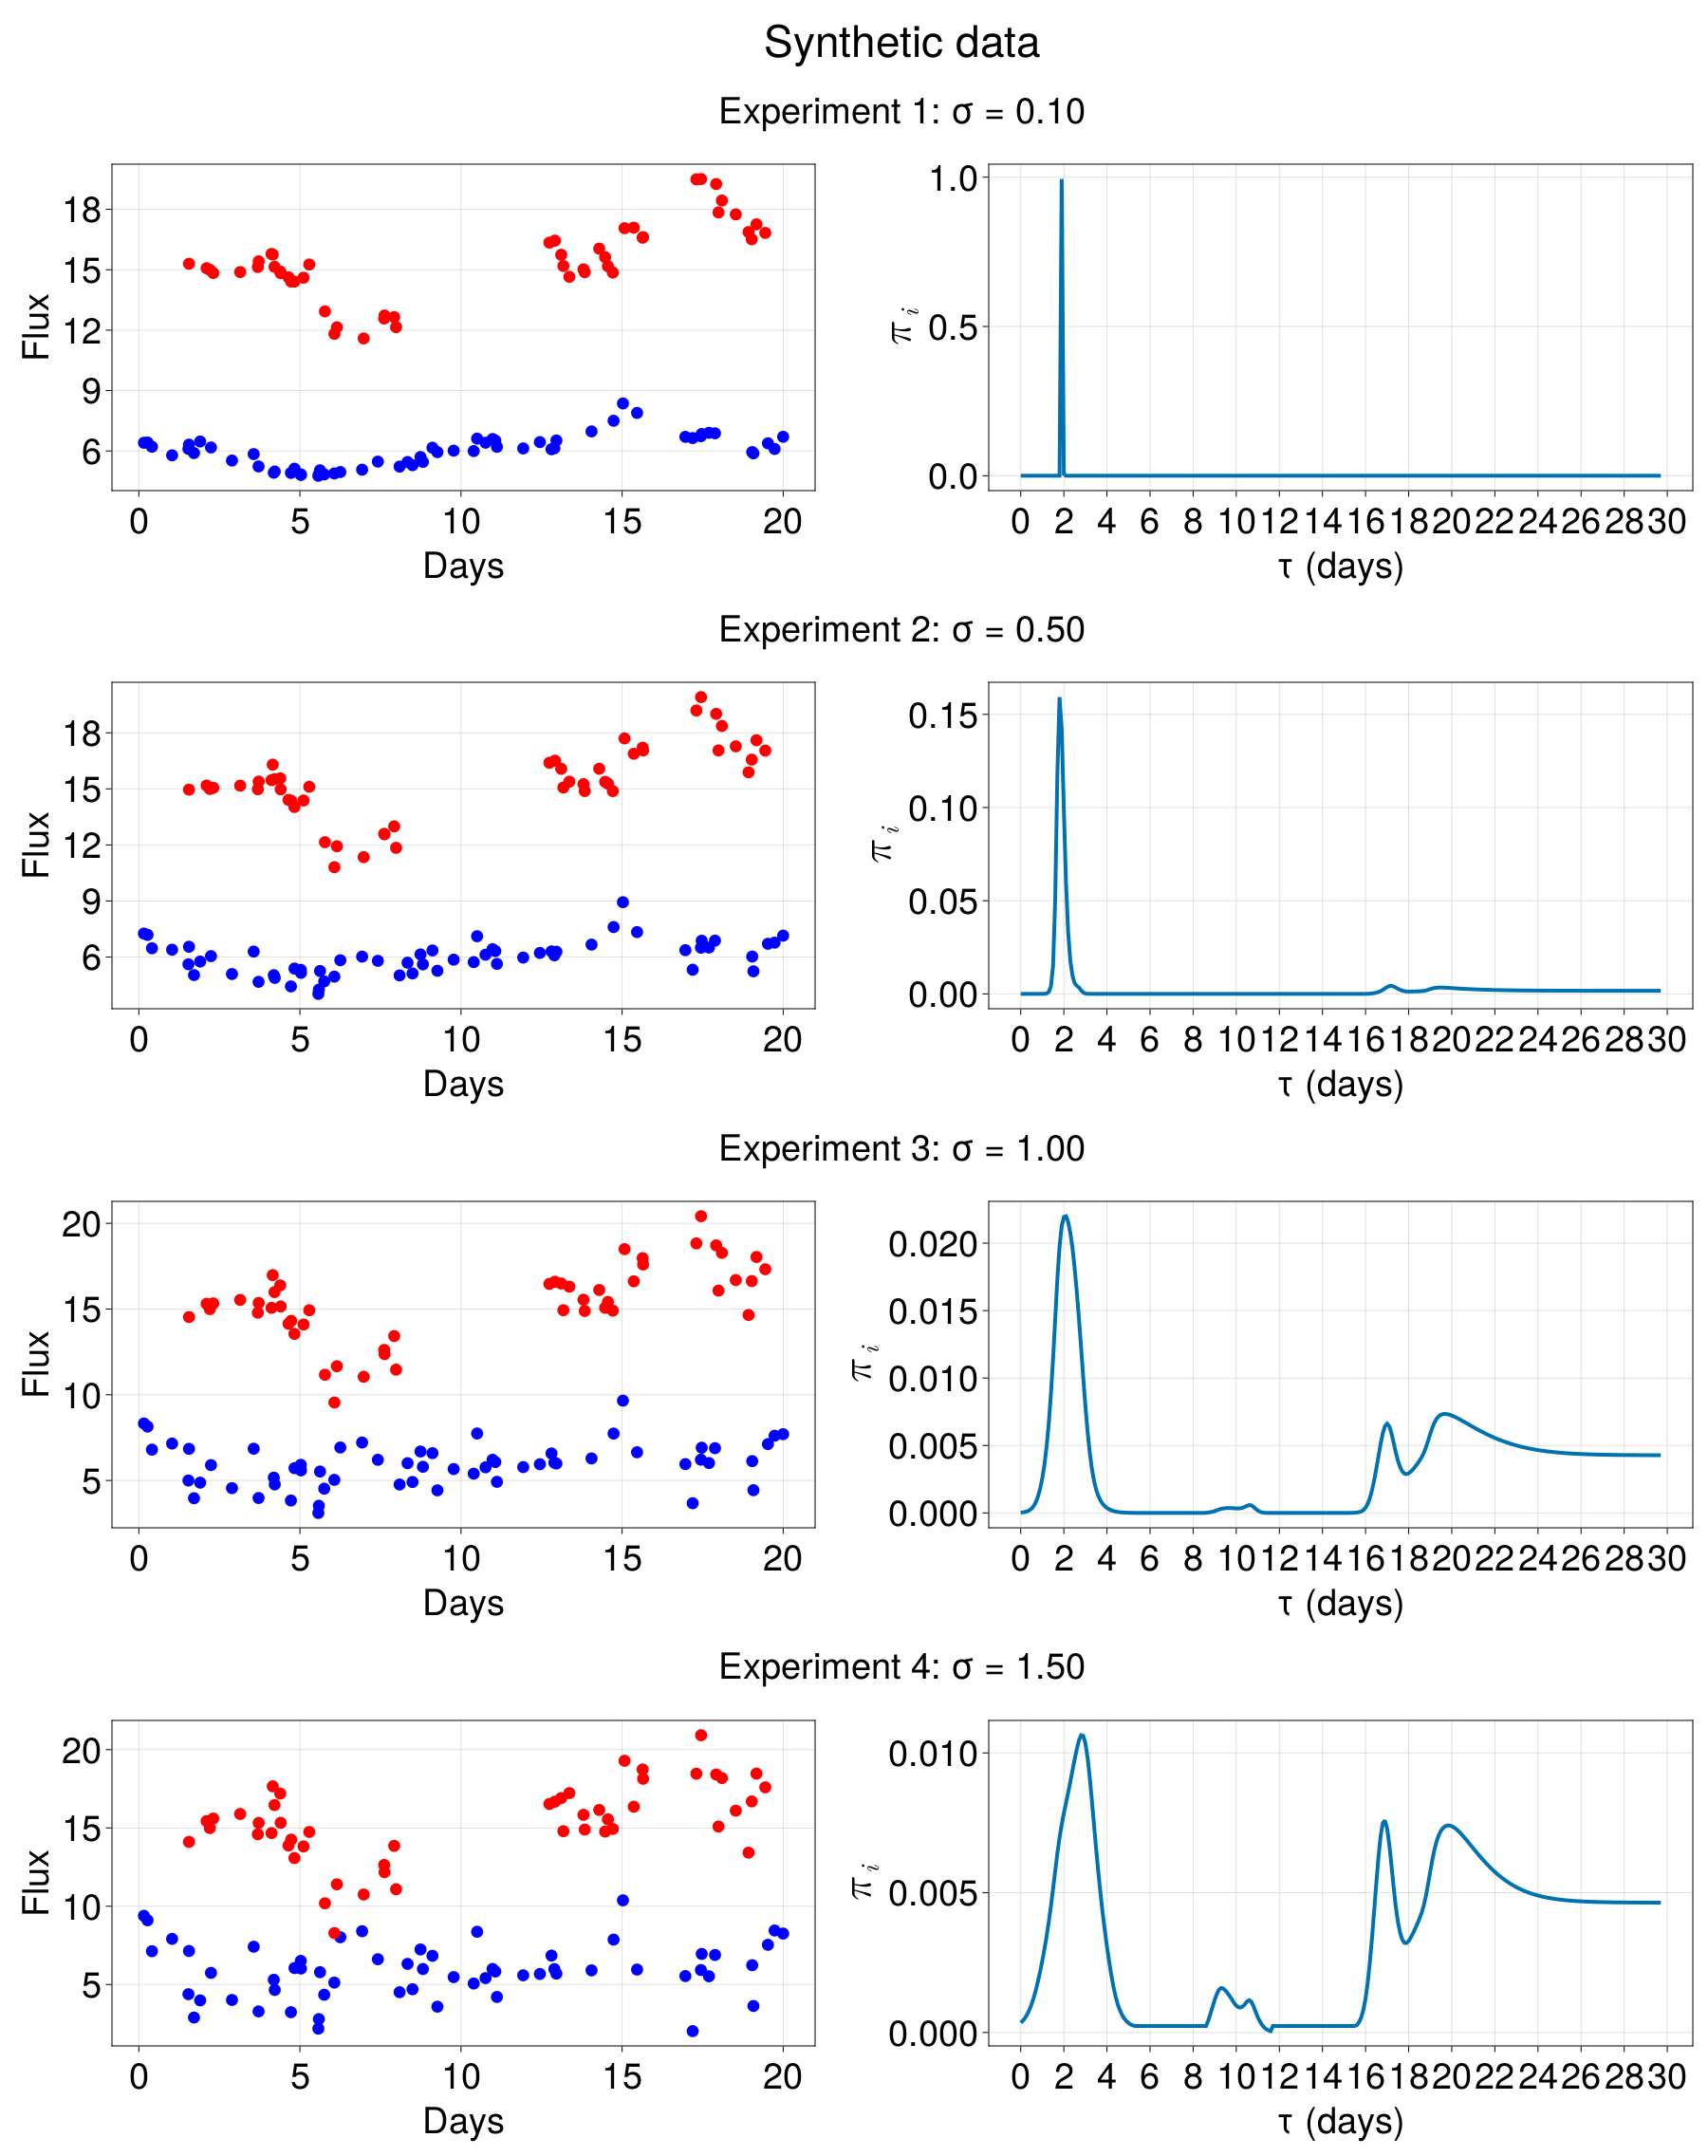 Synthetic data
Experiment 1: σ = 0.10
Flux
18
15
12
9
6
0 5 10 15 20
Days
π i
1.0
0.5
0.0
0 2 4 6 8 10 12 14 16 18 20 22 24 26 28 30
τ (days)
Experiment 2: σ = 0.50
Flux
18
15
12
9
6
0 5 10 15 20
Days
π i
0.15
0.10
0.05
0.00
0 2 4 6 8 10 12 14 16 18 20 22 24 26 28 30
τ (days)
Experiment 3: σ = 1.00
Flux
20
15
10
5
0 5 10 15 20
Days
π i
0.020
0.015
0.010
0.005
0.000
0 2 4 6 8 10 12 14 16 18 20 22 24 26 28 30
τ (days)
Experiment 4: σ = 1.50
Flux
20
15
10
5
0 5 10 15 20
Days
π i
0.010
0.005
0.000
0 2 4 6 8 10 12 14 16 18 20 22 24 26 28 30
τ (days)